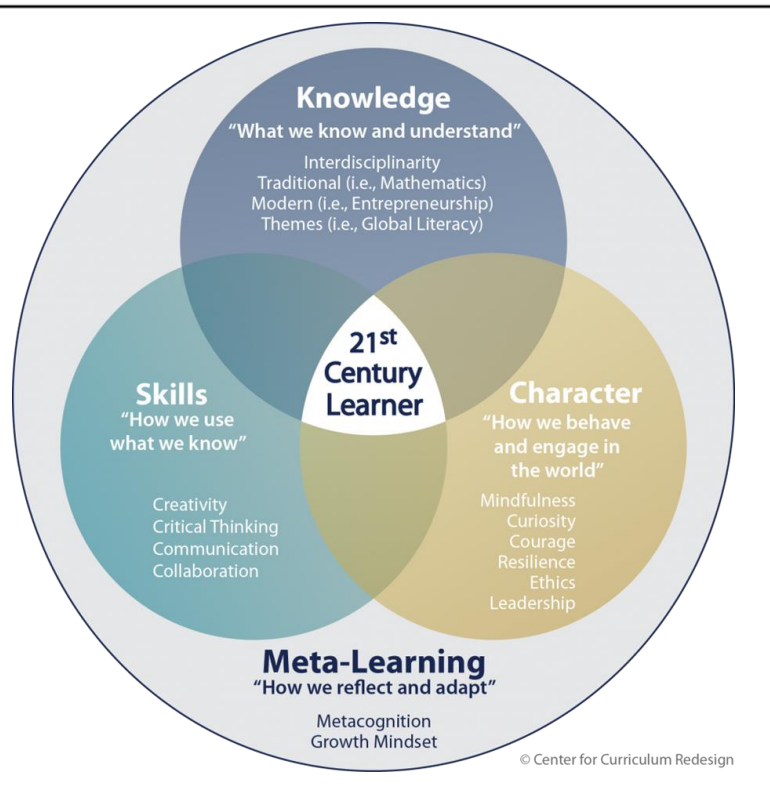 Knowledge
“What we know and understand”
Interdisciplinarity
Traditional (i.e., Mathematics)
Modern (i.e., Entrepreneurship)
Themes (i.e., Global Literacy)
21st
Century
Learner
Skills
“How we use
what we know”
Creativity
Critical Thinking
Communication
Collaboration
Character
“How we behave
and engage in
the world”
Mindfulness
Curiosity
Courage
Resilience
Ethics
Leadership
Meta-Learning
“How we reflect and adapt”
Metacognition
Growth Mindset
© Center for Curriculum Redesign